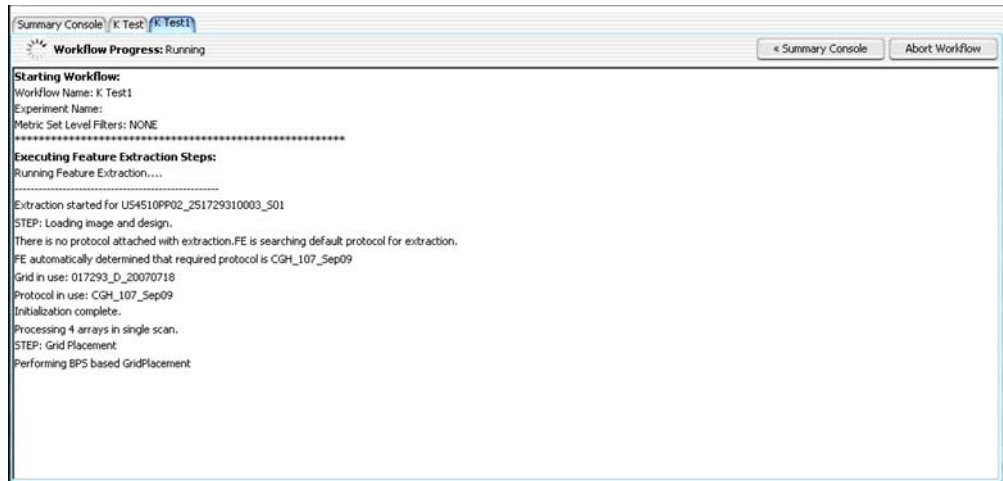 Summary Console K Test K Test1
Workflow Progress: Running « Summary Console Abort Workflow
Starting Workflow:
Workflow Name: K Test1
Experiment Name:
Metric Set Level Filters: NONE
********************************************************
Executing Feature Extraction Steps:
Running Feature Extraction....
----------------------------------------------------
Extraction started for US4510PP02_251729310003_S01
STEP: Loading image and design.
There is no protocol attached with extraction.FE is searching default protocol for extraction.
FE automatically determined that required protocol is CGH_107_Sep09
Grid in use: 017293_D_20070718
Protocol in use: CGH_107_Sep09
Initialization complete.
Processing 4 arrays in single scan.
STEP: Grid Placement
Performing BPS based GridPlacement